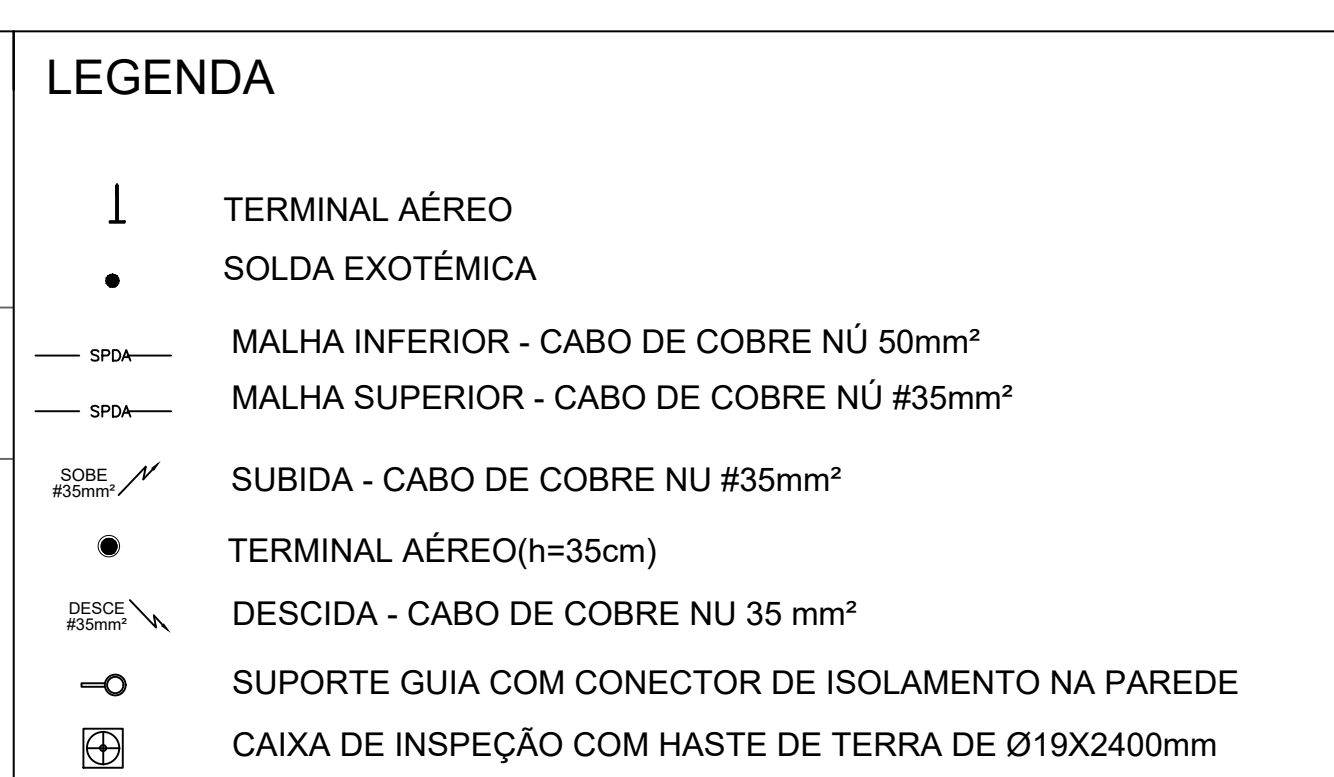 LEGENDA
TERMINAL AÉREO
SOLDA EXOTÉMICA
SPDA MALHA INFERIOR - CABO DE COBRE NÚ 50mm²
SPDA MALHA SUPERIOR - CABO DE COBRE NÚ #35mm²
SOBE
#35mm²
SUBIDA - CABO DE COBRE NU #35mm²
TERMINAL AÉREO(h=35cm)
DESCE
#35mm²
DESCIDA - CABO DE COBRE NU 35 mm²
SUPORTE GUIA COM CONECTOR DE ISOLAMENTO NA PAREDE
CAIXA DE INSPEÇÃO COM HASTE DE TERRA DE Ø19X2400mm